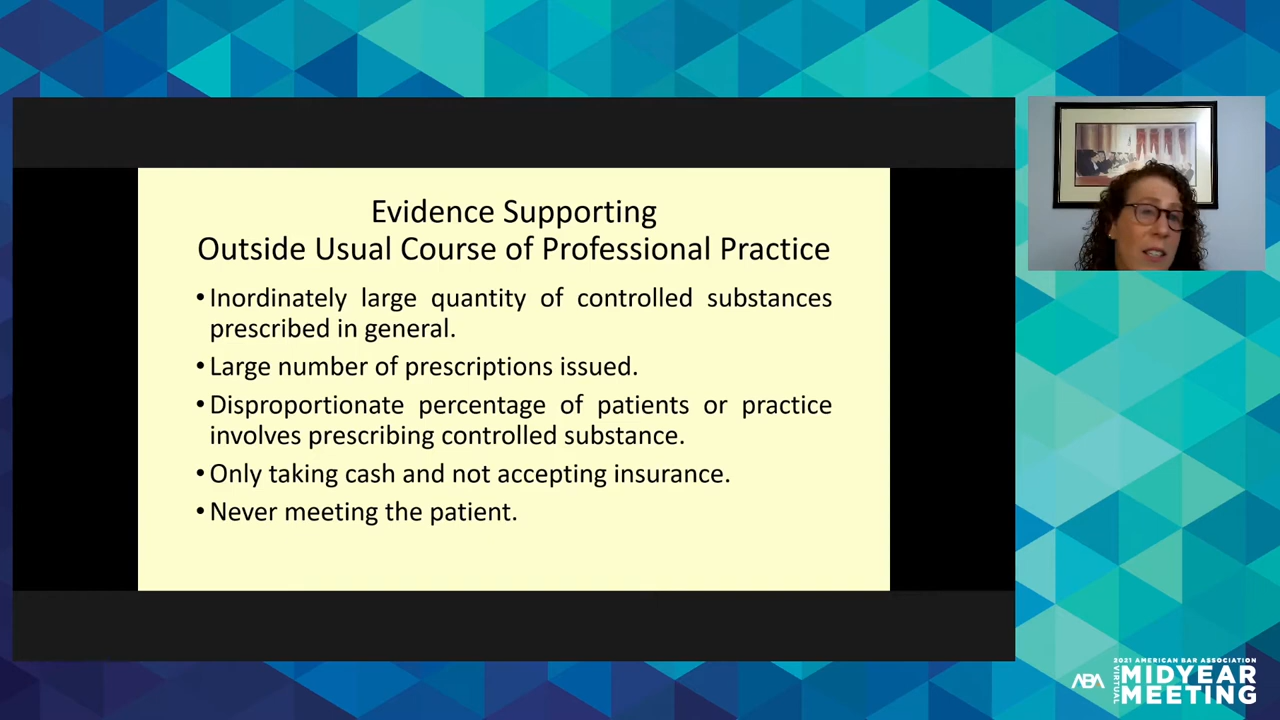 Evidence Supporting
Outside Usual Course of Professional Practice
• Inordinately large quantity of controlled substances
prescribed in general.
• Large number of prescriptions issued.
• Disproportionate percentage of patients or practice
involves prescribing controlled substance.
• Only taking cash and not accepting insurance.
• Never meeting the patient.
2021 AMERICAN BAR ASSOCIATION
ABA
VIRTUAL
MIDYEAR
MEETING